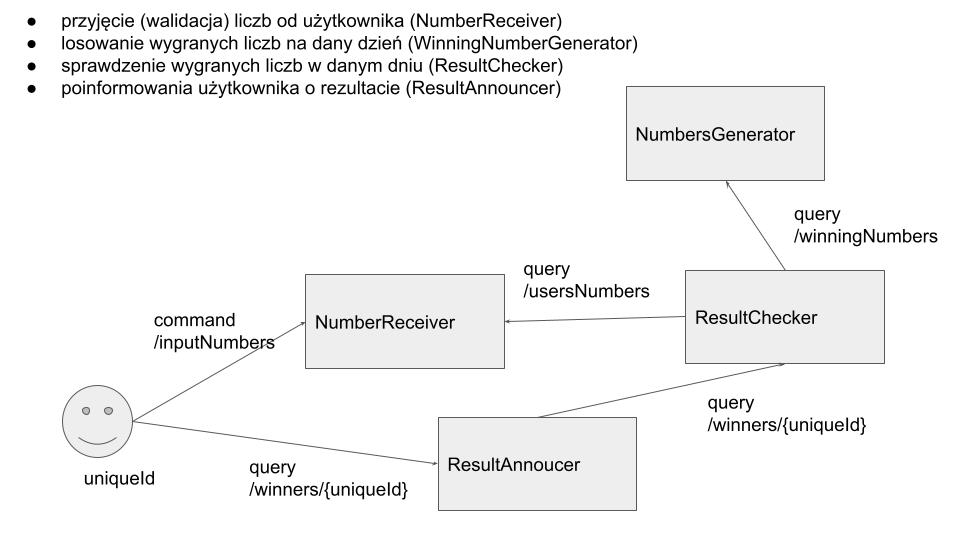 ● przyjęcie (walidacja) liczb od użytkownika (NumberReceiver)
● losowanie wygranych liczb na dany dzień (WinningNumberGenerator)
● sprawdzenie wygranych liczb w danym dniu (ResultChecker)
● poinformowania użytkownika o rezultacie (ResultAnnouncer)
NumbersGenerator
query
/winningNumbers
query
/usersNumbers
ResultChecker
command
/inputNumbers
NumberReceiver
query
/winners/{uniqueId}
ResultAnnoucer
query
/winners/{uniqueId}
uniqueId